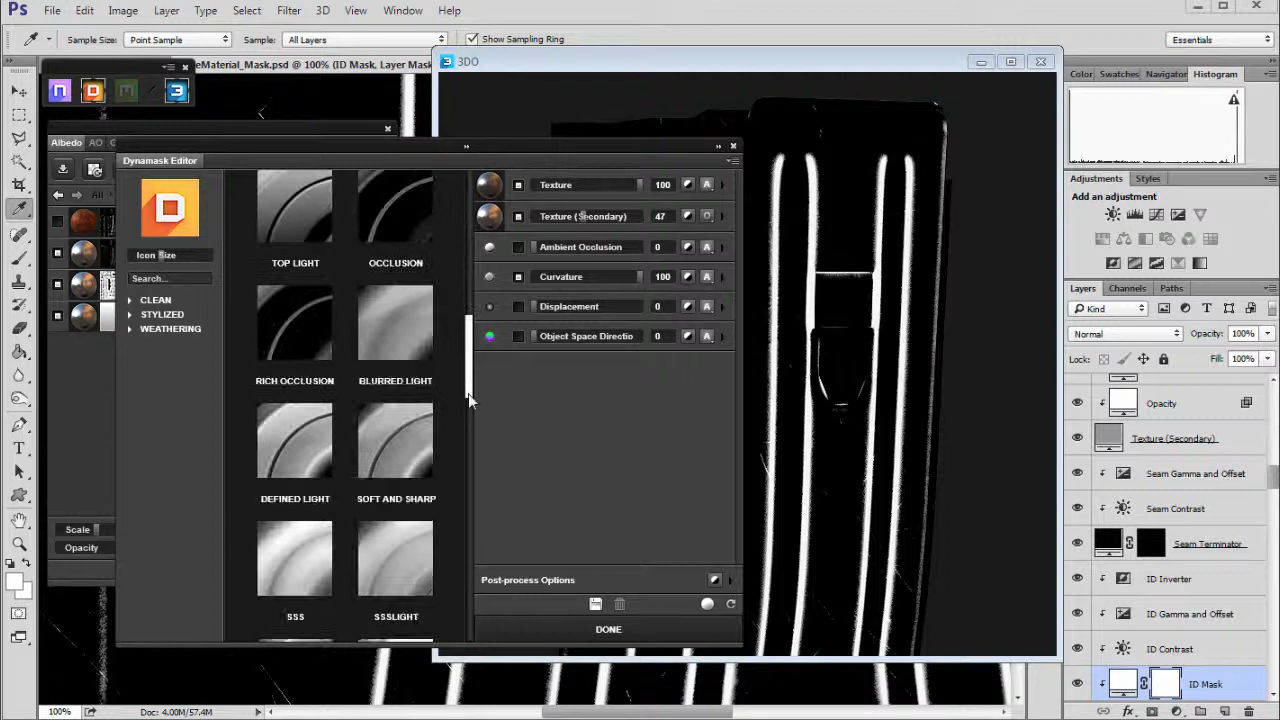 Ps File Edit Image Layer Type Select Filter 3D View Window Help
Sample Size: Point Sample Sample: All Layers Show Sampling Ring Essentials
eMaterial_Mask.psd @ 100% (ID Mask, Layer Mask
3DO
Color Swatches Navigator Histogram
Albedo AO
All
Scale
Opacity
Dynamask Editor
Icon Size
Search...
CLEAN
STYLIZED
WEATHERING
TOP LIGHT OCCLUSION
RICH OCCLUSION BLURRED LIGHT
DEFINED LIGHT SOFT AND SHARP
SSS SSSLIGHT
Texture 100 A
Texture (Secondary) 47 O
Ambient Occlusion 0 A
Curvature 100 A
Displacement 0 A
Object Space Directio 0 A
Post-process Options
DONE
Adjustments Styles
Add an adjustment
Layers Channels Paths
Kind
Normal Opacity: 100%
Lock: Fill: 100%
Opacity
Texture (Secondary)
Seam Gamma and Offset
Seam Contrast
Seam Terminator
ID Inverter
ID Gamma and Offset
ID Contrast
ID Mask
100% Doc: 4.00M/57.4M